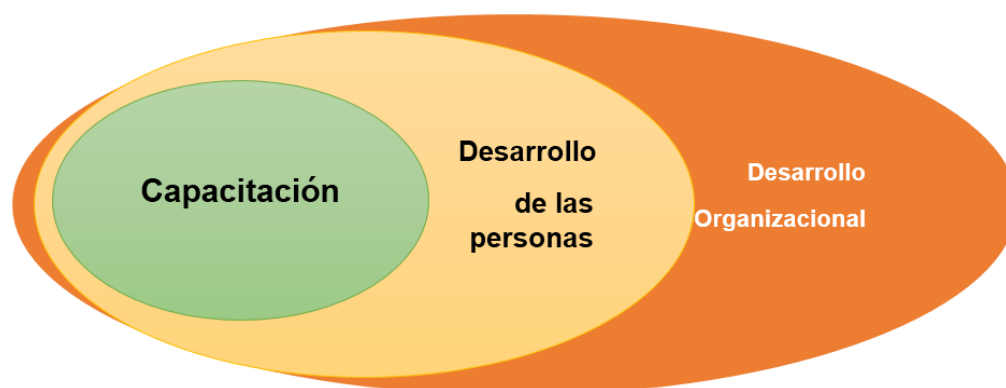 Capacitación
Desarrollo
de las
personas
Desarrollo
Organizacional